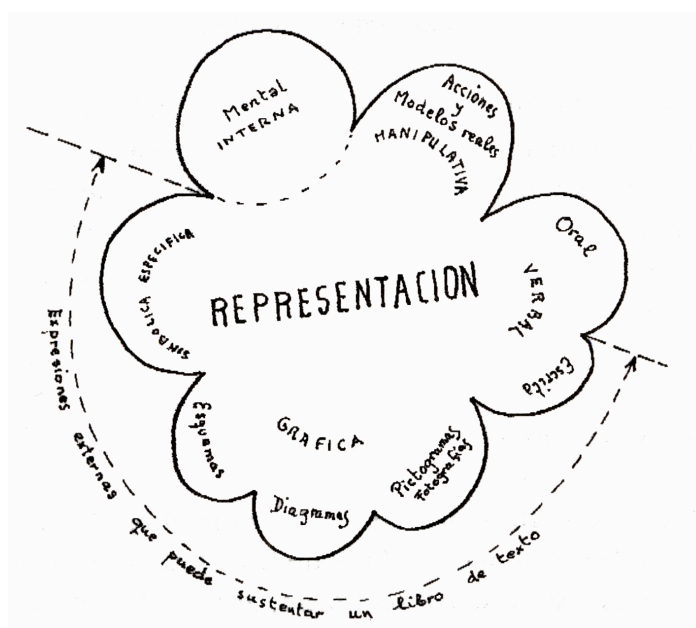 Mental
INTERNA
Acciones
y
Modelos reales
MANIPULATIVA
Oral
VERBAL
Escrita
REPRESENTACION
SIMBOLICA ESPECIFICA
GRAFICA
Esquemas
Diagramas
Pictogramas
Fotografías
Expresiones externas que puede sustentar un libro de texto